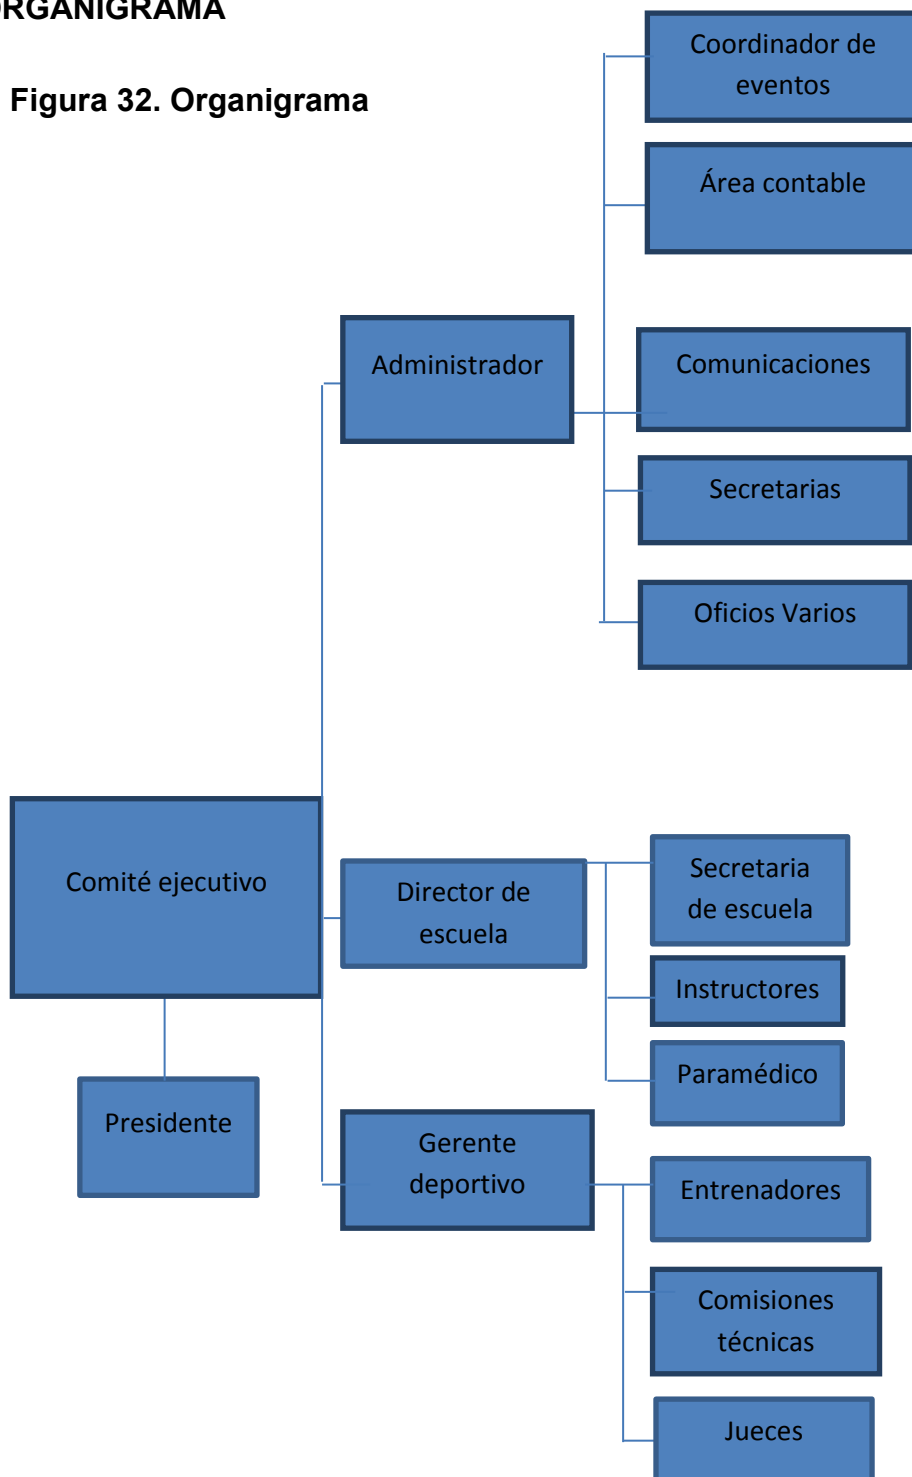 ORGANIGRAMA
Figura 32. Organigrama
Coordinador de
eventos
Área contable
Administrador
Comunicaciones
Secretarias
Oficios Varios
Comité ejecutivo
Director de
escuela
Secretaria
de escuela
Instructores
Paramédico
Presidente
Gerente
deportivo
Entrenadores
Comisiones
técnicas
Jueces